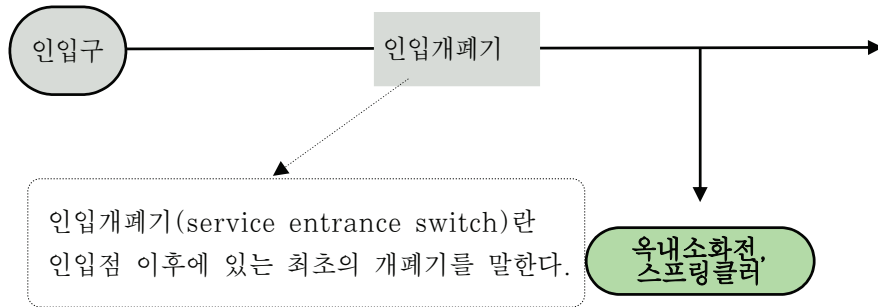 인입구
인입개폐기
인입개폐기(service entrance switch)란
인입점 이후에 있는 최초의 개폐기를 말한다.
옥내소화전,
스프링클러